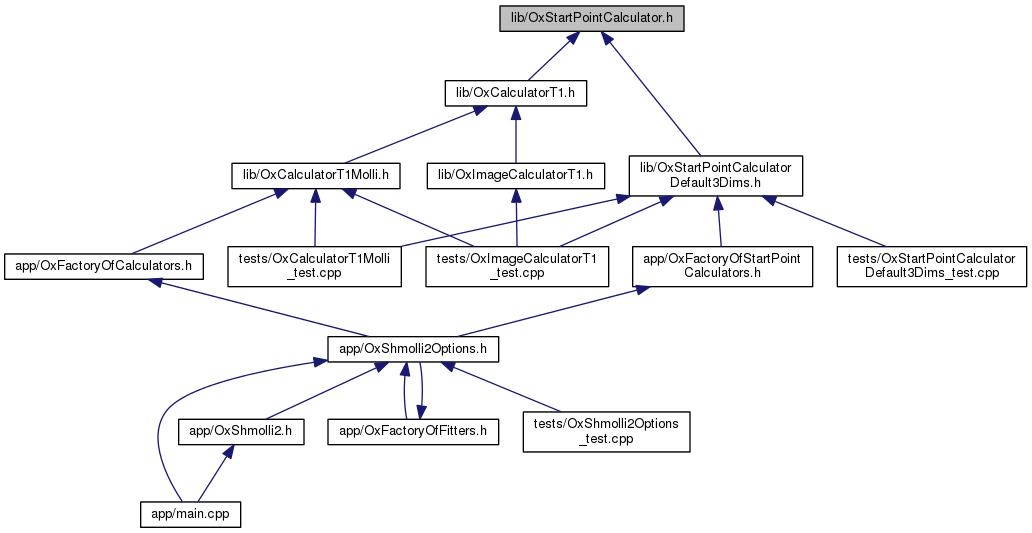 lib/OxStartPointCalculator.h
lib/OxCalculatorT1.h
lib/OxCalculatorT1Molli.h
lib/OxImageCalculatorT1.h
lib/OxStartPointCalculator
Default3Dims.h
app/OxFactoryOfCalculators.h
tests/OxCalculatorT1Molli
_test.cpp
tests/OxImageCalculatorT1
_test.cpp
app/OxFactoryOfStartPoint
Calculators.h
tests/OxStartPointCalculator
Default3Dims_test.cpp
app/OxShmolli2Options.h
app/OxShmolli2.h
app/OxFactoryOfFitters.h
tests/OxShmolli2Options
_test.cpp
app/main.cpp